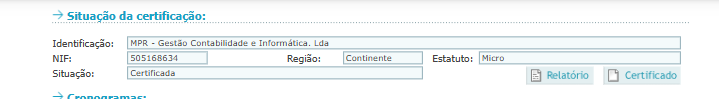 Situação da certificação:
Identificação: MPR - Gestão Contabilidade e Informática. Lda
NIF: 505168634 Região: Continente Estatuto: Micro
Situação: Certificada Relatório Certificado
Cronogramas: